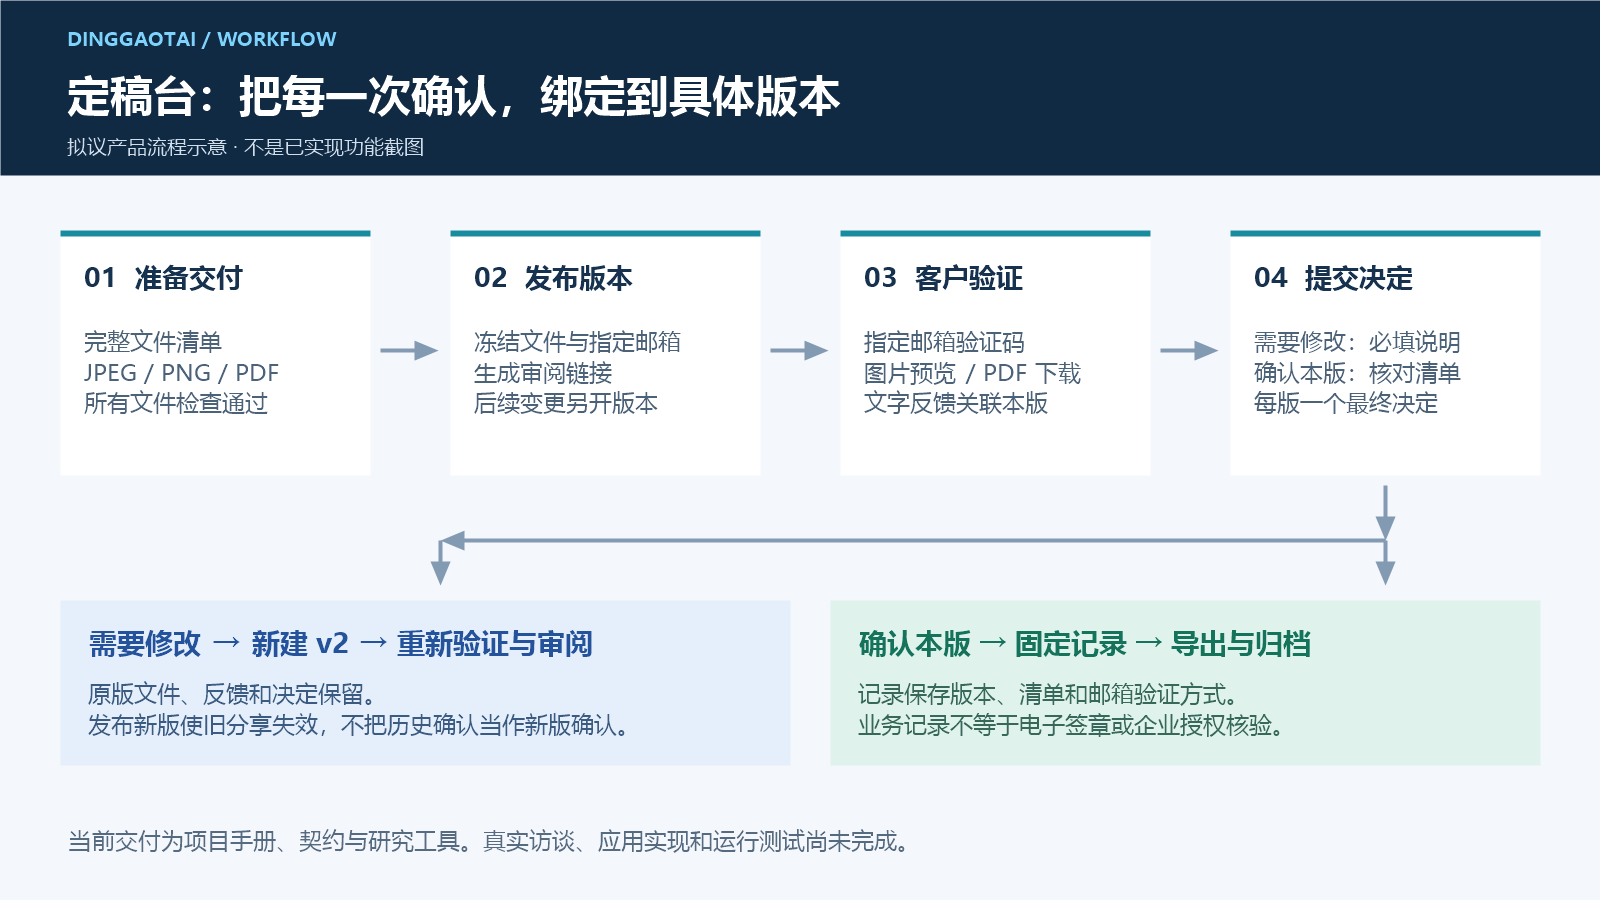 DINGGAOTAI / WORKFLOW
定稿台：把每一次确认，绑定到具体版本
拟议产品流程示意 · 不是已实现功能截图
01 准备交付
完整文件清单
JPEG / PNG / PDF
所有文件检查通过
02 发布版本
冻结文件与指定邮箱
生成审阅链接
后续变更另开版本
03 客户验证
指定邮箱验证码
图片预览 / PDF 下载
文字反馈关联本版
04 提交决定
需要修改：必填说明
确认本版：核对清单
每版一个最终决定
需要修改 → 新建 v2 → 重新验证与审阅
原版文件、反馈和决定保留。
发布新版使旧分享失效，不把历史确认当作新版确认。
确认本版 → 固定记录 → 导出与归档
记录保存版本、清单和邮箱验证方式。
业务记录不等于电子签章或企业授权核验。
当前交付为项目手册、契约与研究工具。真实访谈、应用实现和运行测试尚未完成。